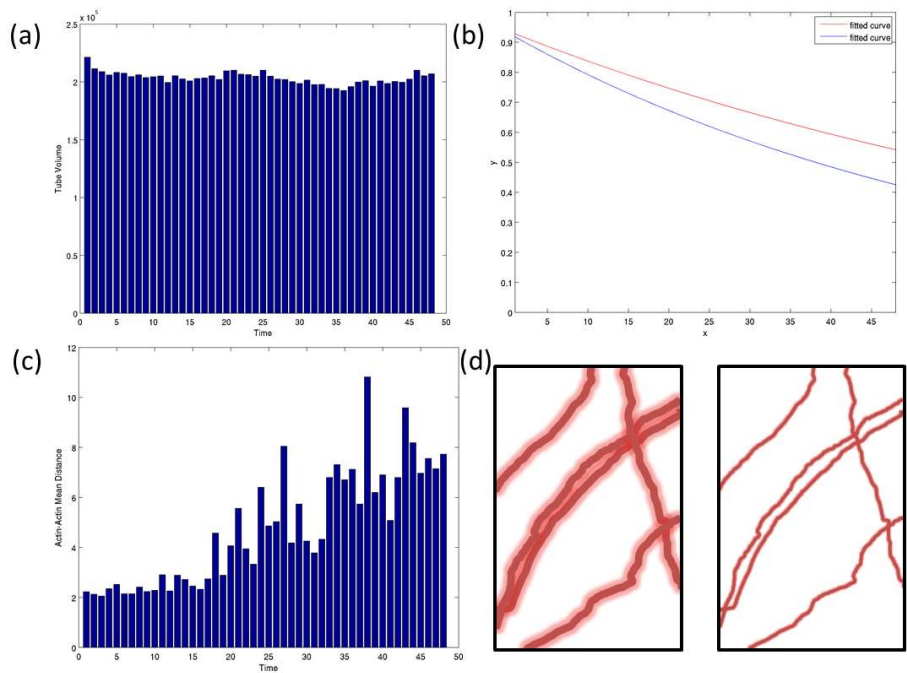 (a)
x 10^5
2.5
2
1.5
1
0.5
0
Tube Volume
0 5 10 15 20 25 30 35 40 45 50
Time
(b)
1
0.9
0.8
0.7
0.6
0.5
0.4
0.3
0.2
0.1
0
y
fitted curve
fitted curve
5 10 15 20 25 30 35 40 45
x
(c)
12
10
8
6
4
2
0
Actin-Actin Mean Distance
0 5 10 15 20 25 30 35 40 45 50
Time
(d)